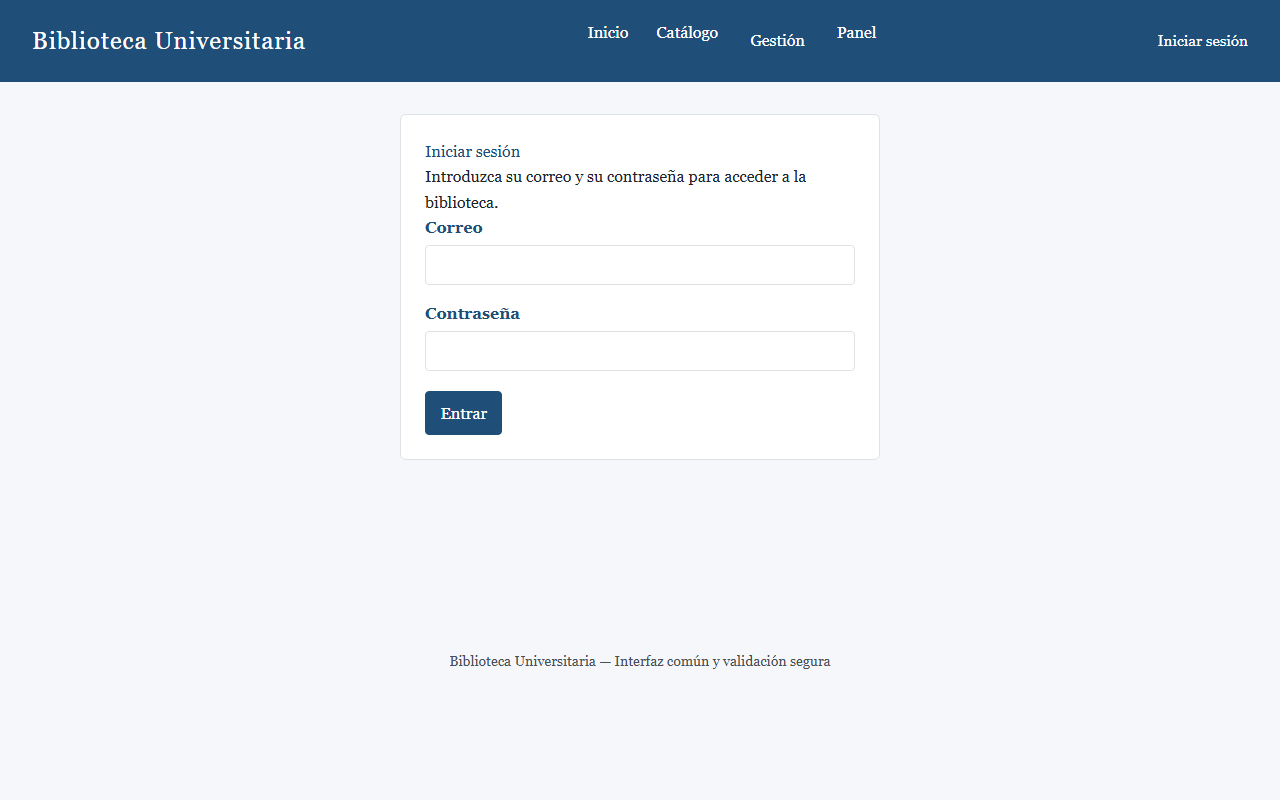 Biblioteca Universitaria
Inicio Catálogo Gestión Panel
Iniciar sesión
Iniciar sesión
Introduzca su correo y su contraseña para acceder a la
biblioteca.
Correo
Contraseña
Entrar
Biblioteca Universitaria — Interfaz común y validación segura